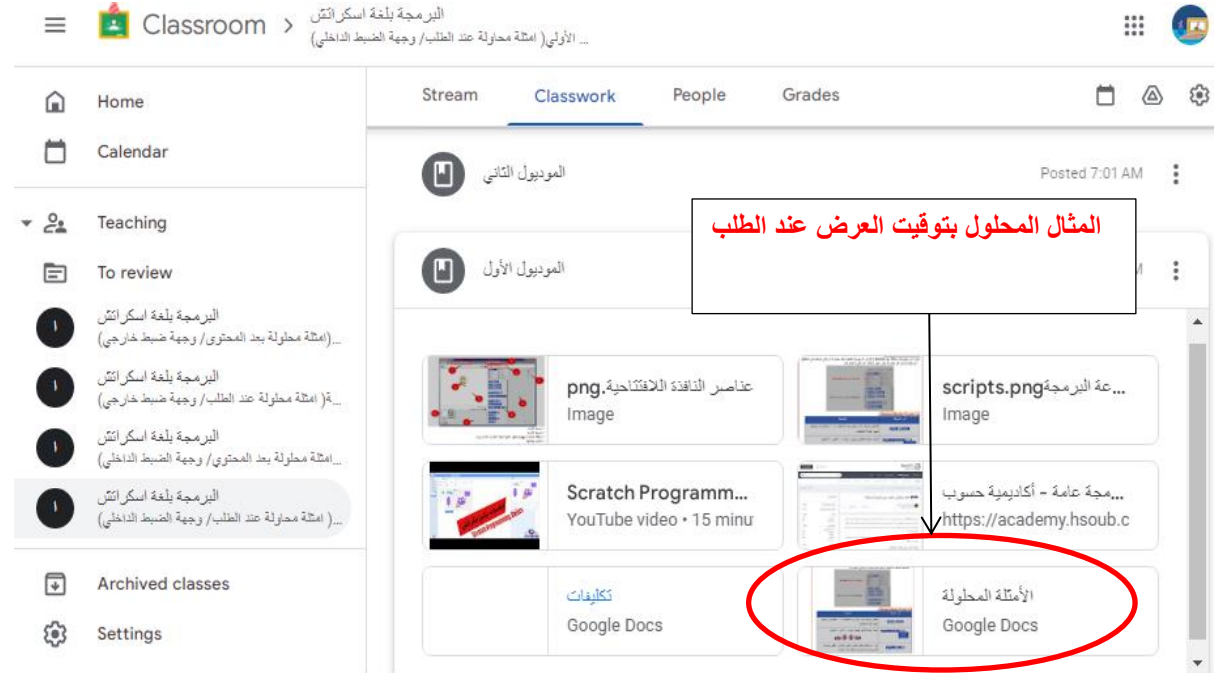 Classroom
البرمجة بلغة اسكراتش
... الأولي( امثلة محاولة عند الطلب/ وجهة الضبط الداخلي)
Home
Calendar
Teaching
To review
البرمجة بلغة اسكراتش
...(امثلة محلولة بعد المحتوى/ وجهة ضبط خارجي)
البرمجة بلغة اسكراتش
...ة( امثلة محلولة عند الطلب/ وجهة ضبط خارجي)
البرمجة بلغة اسكراتش
...امثلة محلولة بعد المحتوي/ وجهة الضبط الداخلي)
البرمجة بلغة اسكراتش
...( امثلة محاولة عند الطلب/ وجهة الضبط الداخلي)
Archived classes
Settings
Stream Classwork People Grades
الموديول الثاني
Posted 7:01 AM
المثال المحلول بتوقيت العرض عند الطلب
الموديول الأول
عناصر النافذة اللافتتاحية.png
Image
...عة البرمجةscripts.png
Image
Scratch Programm...
YouTube video • 15 minu
...مجة عامة - أكاديمية حسوب
https://academy.hsoub.c
تكليفات
Google Docs
الأمثلة المحلولة
Google Docs